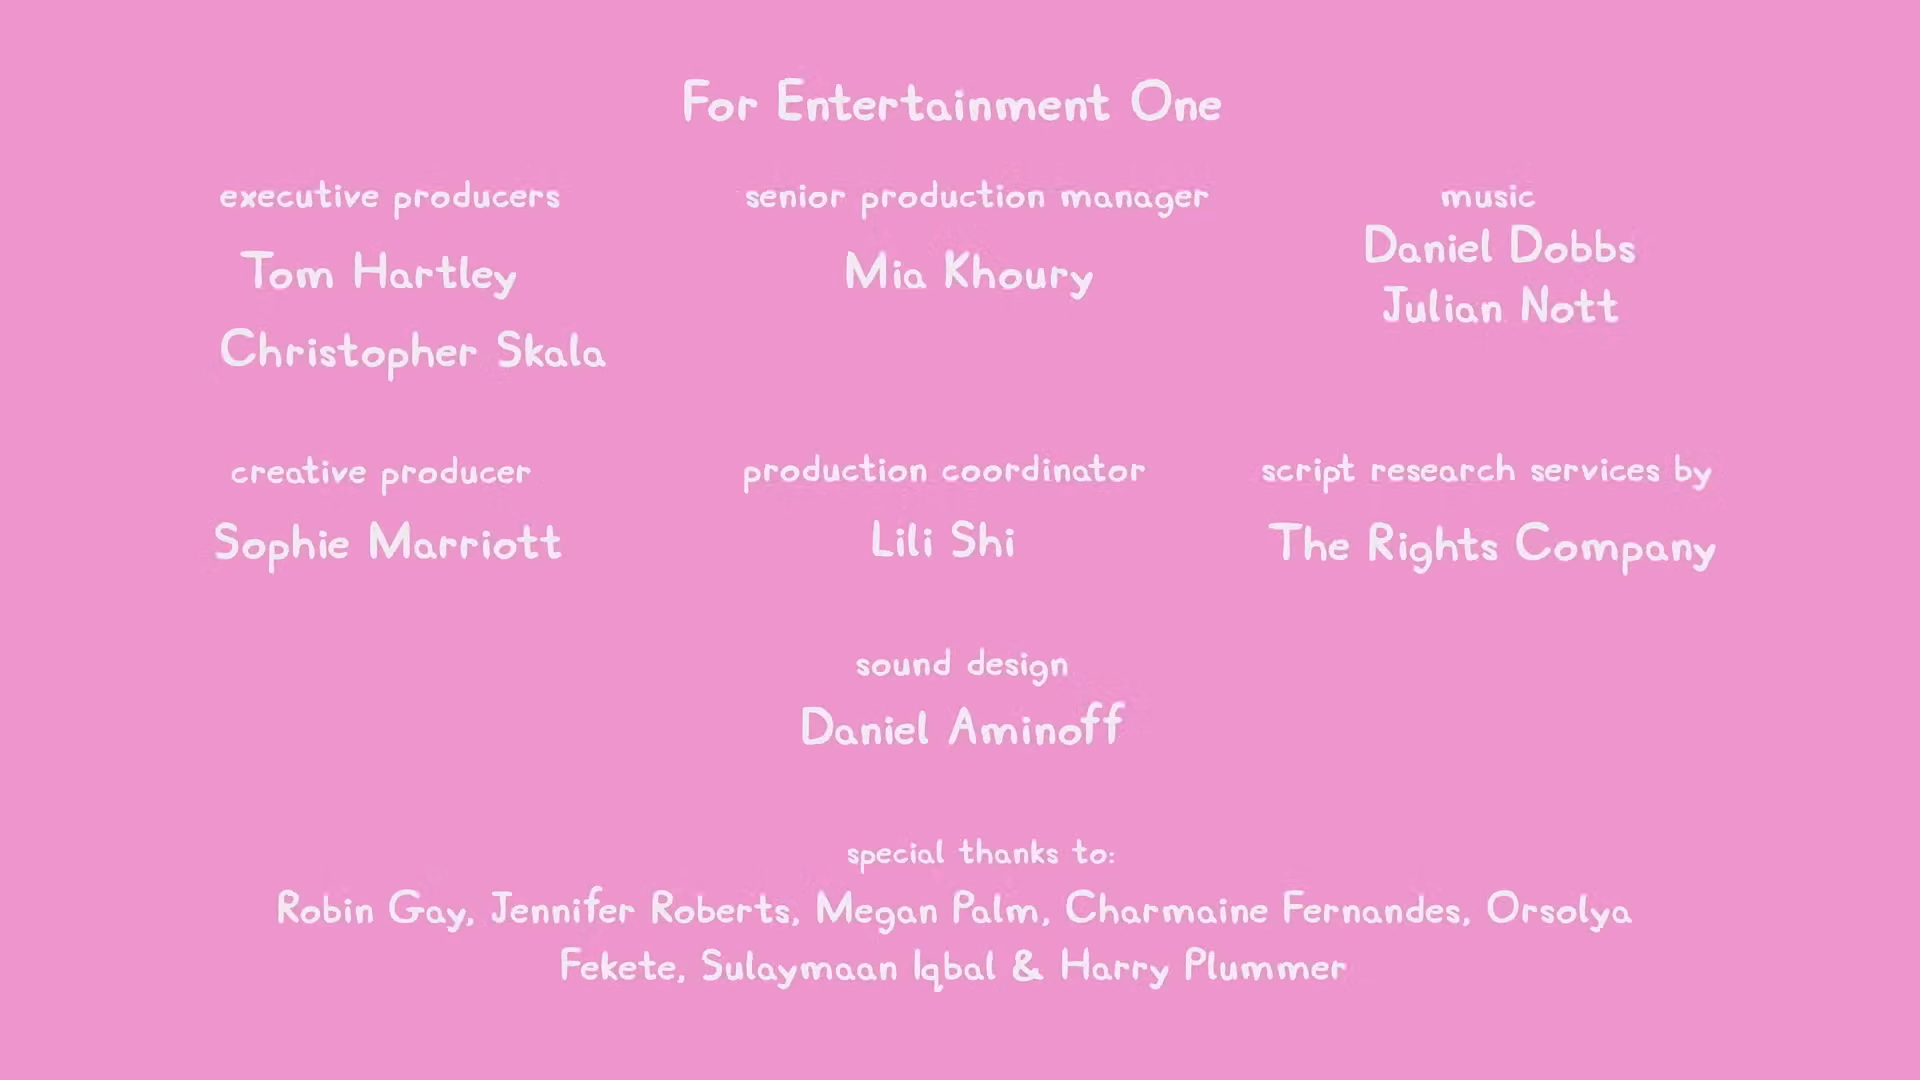 For Entertainment One
executive producers
Tom Hartley
Christopher Skala
senior production manager
Mia Khoury
music
Daniel Dobbs
Julian Nott
creative producer
Sophie Marriott
production coordinator
Lili Shi
script research services by
The Rights Company
sound design
Daniel Aminoff
special thanks to:
Robin Gay, Jennifer Roberts, Megan Palm, Charmaine Fernandes, Orsolya
Fekete, Sulaymaan Iqbal & Harry Plummer